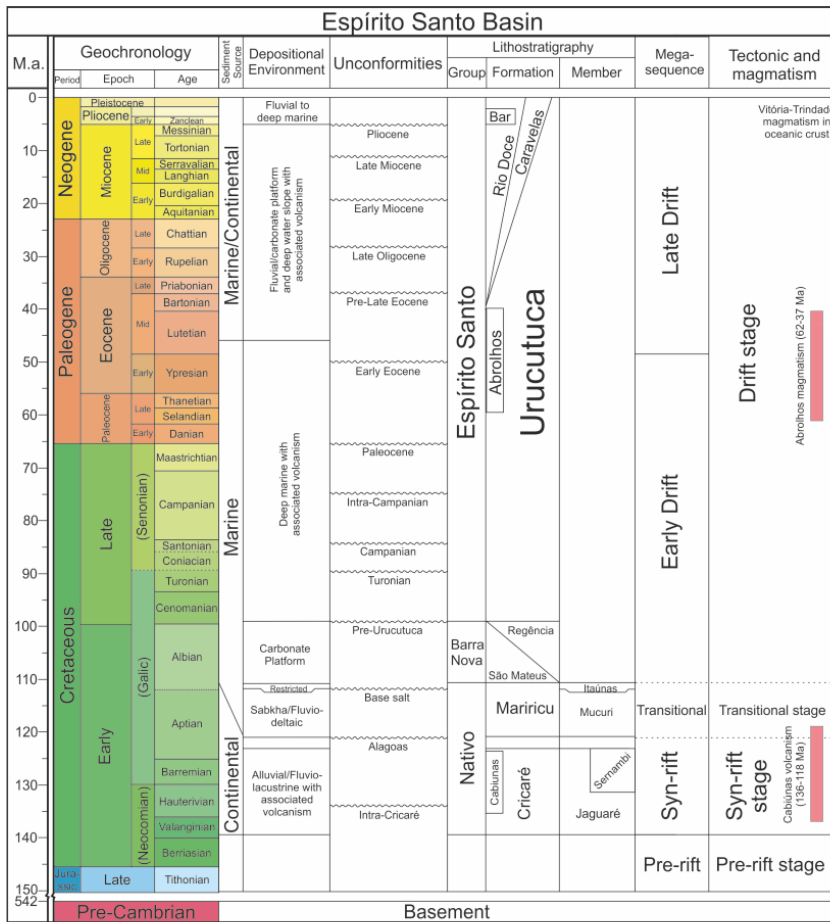 Espírito Santo Basin
M.a.
Geochronology
Period
Epoch
Age
Sediment
Source
Depositional
Environment
Unconformities
Lithostratigraphy
Group
Formation
Member
Mega-
sequence
Tectonic and
magmatism
0
10
20
30
40
50
60
70
80
90
100
110
120
130
140
150
542
Neogene
Paleogene
Cretaceous
Jura-
Pleistocene
Pliocene
Miocene
Oligocene
Eocene
Paleocene
Late
Early
Late
Early
Late
Mid
Early
Late
Early
Late
Mid
Early
Late
Early
(Senonian)
(Galic)
(Neocomian)
Zanclean
Messinian
Tortonian
Serravalian
Langhian
Burdigalian
Aquitanian
Chattian
Rupelian
Priabonian
Bartonian
Lutetian
Ypresian
Thanetian
Selandian
Danian
Maastrichtian
Campanian
Santonian
Coniacian
Turonian
Cenomanian
Albian
Aptian
Barremian
Hauterivian
Valanginian
Berriasian
Tithonian
Marine/Continental
Marine
Continental
Fluvial to
deep marine
Fluvial/carbonate platform
and deep water slope with
associated volcanism
Deep marine with
associated volcanism
Carbonate
Platform
Restricted
Sabkha/Fluvio-
deltaic
Alluvial/Fluvio-
lacustrine with
associated
volcanism
Pliocene
Late Miocene
Early Miocene
Late Oligocene
Pre-Late Eocene
Early Eocene
Paleocene
Intra-Campanian
Campanian
Turonian
Pre-Urucutuca
Base salt
Alagoas
Intra-Cricaré
Espírito Santo
Barra
Nova
Nativo
Bar
Rio Doce
Caravelas
Abrolhos
Urucutuca
Regência
São Mateus
Mariricu
Cabiunas
Cricaré
Itaúnas
Mucuri
Sernambi
Jaguaré
Late Drift
Early Drift
Transitional
Syn-rift
Pre-rift
Vitória-Trindad
magmatism in
oceanic crust
Drift stage
Abrolhos magmatism (62-37 Ma)
Transitional stage
Syn-rift
stage
Cabiúnas volcanism
(136-118 Ma)
Pre-rift stage
Pre-Cambrian
Basement